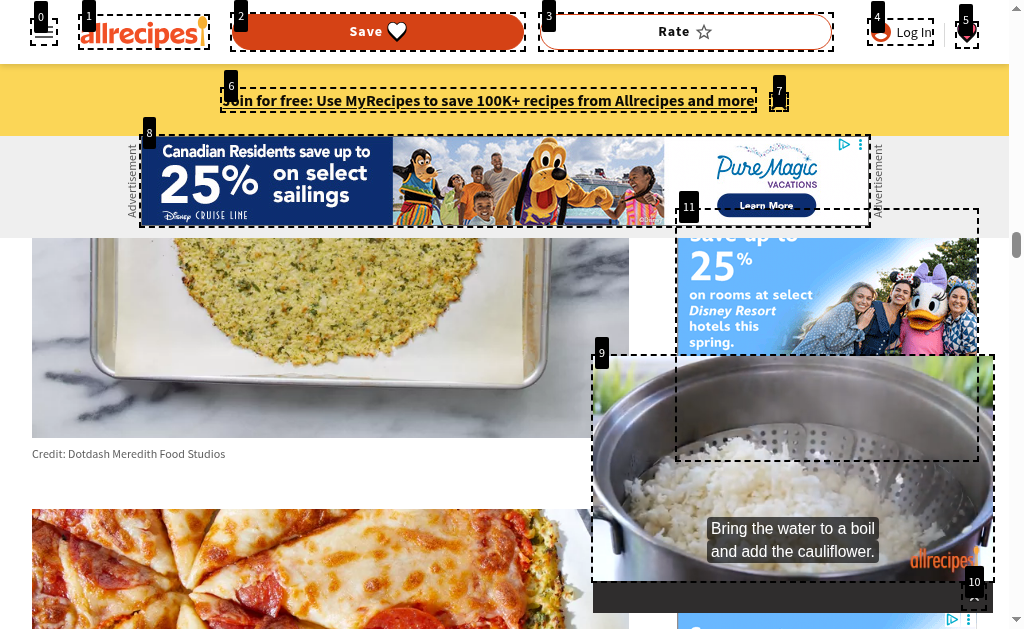 0
1
2
3
4
5
allrecipes
Save
Rate
Log In
6
7
Join for free: Use MyRecipes to save 100K+ recipes from Allrecipes and more
8
Advertisement
Canadian Residents save up to
25% on select
sailings
Disney CRUISE LINE
©Disney
PureMagic
VACATIONS
Learn More
Advertisement
11
Save up to
25%
on rooms at select
Disney Resort
hotels this
spring.
9
Credit: Dotdash Meredith Food Studios
Bring the water to a boil
and add the cauliflower.
allrecipes
10